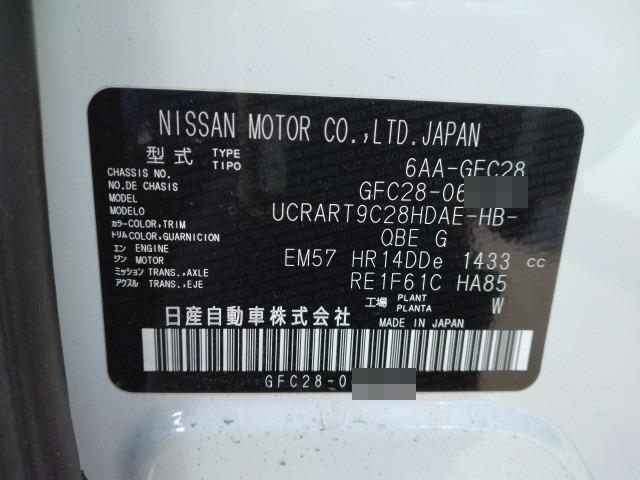 NISSAN MOTOR CO.,LTD.JAPAN
型式 TYPE TIPO 6AA-GFC28
CHASSIS NO. NO.DE CHASIS GFC28-06
MODEL MODELO UCRART9C28HDAE-HB-
カラー COLOR,TRIM トリム COLOR,GUARNICION QBE G
エン ENGINE ジン MOTOR EM57 HR14DDe 1433 cc
ミッション TRANS.,AXLE アクスル TRANS.,EJE RE1F61C HA85
工場 PLANT PLANTA W
日産自動車株式会社 MADE IN JAPAN
GFC28-0